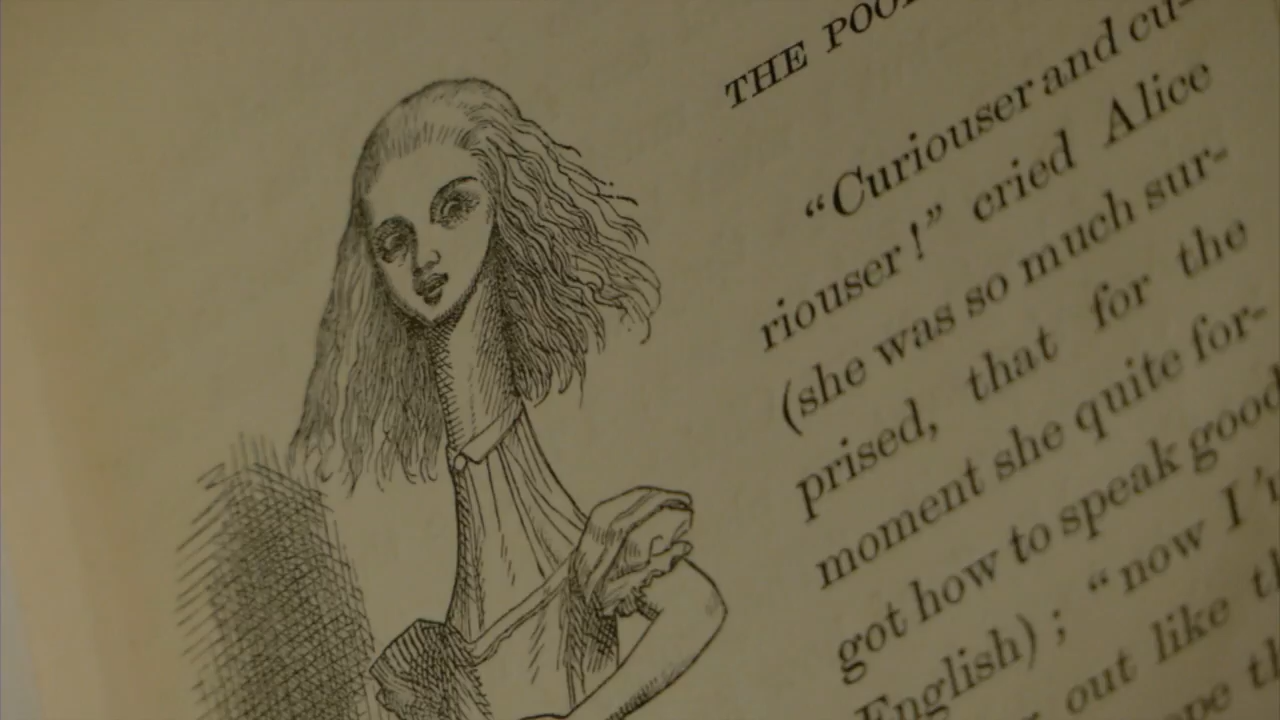 THE POOL
“Curiouser and cu-
riouser!” cried Alice
(she was so much sur-
prised, that for the
moment she quite for-
got how to speak good
English); “now I'm
out like